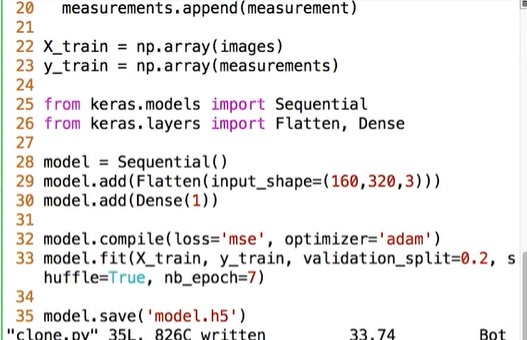 20 measurements.append(measurement)
21
22 X_train = np.array(images)
23 y_train = np.array(measurements)
24
25 from keras.models import Sequential
26 from keras.layers import Flatten, Dense
27
28 model = Sequential()
29 model.add(Flatten(input_shape=(160,320,3)))
30 model.add(Dense(1))
31
32 model.compile(loss='mse', optimizer='adam')
33 model.fit(X_train, y_train, validation_split=0.2, s
huffle=True, nb_epoch=7)
34
35 model.save('model.h5')
"clone.py" 35L, 826C written 33,74 Bot